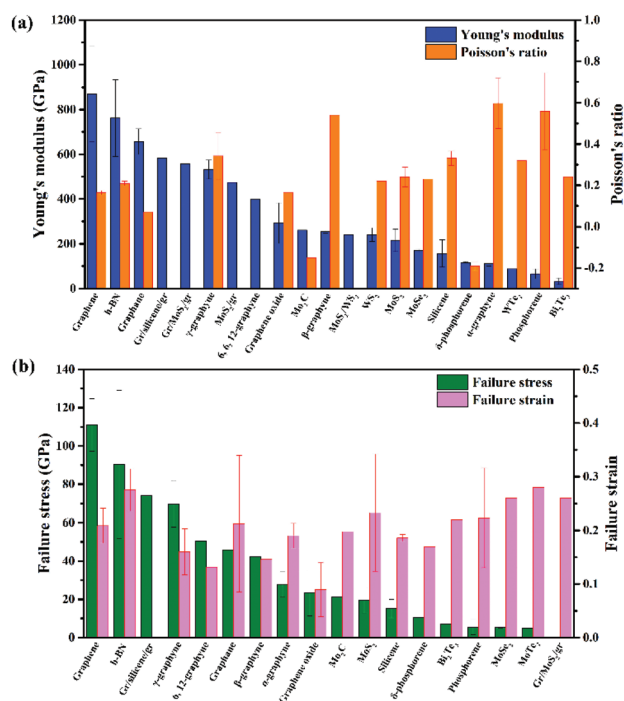 (a)
Young's modulus
Poisson's ratio
Young's modulus (GPa)
1200
1000
800
600
400
200
0
Poisson's ratio
1.0
0.8
0.6
0.4
0.2
0.0
-0.2
Graphene
h-BN
Graphane
Gr/silicene/gr
Gr/MoS2/gr
γ-graphyne
MoS2/gr
6, 6, 12-graphyne
Graphene oxide
Mo2C
β-graphyne
MoS2/WS2
WS2
MoS2
MoSe2
Silicene
δ-phosphorene
α-graphyne
WTe2
Phosphorene
Bi2Te3
(b)
Failure stress
Failure strain
Failure stress (GPa)
140
120
100
80
60
40
20
0
Failure strain
0.5
0.4
0.3
0.2
0.1
0.0
Graphene
h-BN
Gr/silicene/gr
γ-graphyne
6, 12-graphyne
Graphane
β-graphyne
α-graphyne
Graphene oxide
Mo2C
MoS2
Silicene
δ-phosphorene
Bi2Te3
Phosphorene
MoSe2
MoTe2
Gr/MoS2/gr